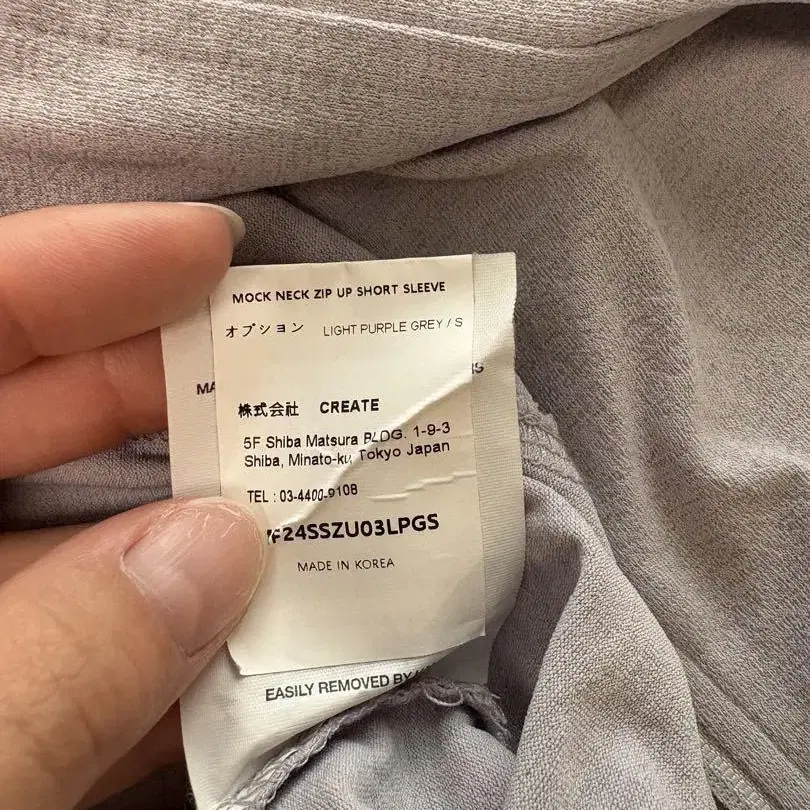 MOCK NECK ZIP UP SHORT SLEEVE
オプション LIGHT PURPLE GREY / S
株式会社 CREATE
5F Shiba Matsura BLDG. 1-9-3
Shiba, Minato-ku, Tokyo Japan
TEL : 03-4400-9108
F24SSZU03LPGS
MADE IN KOREA
EASILY REMOVED BY